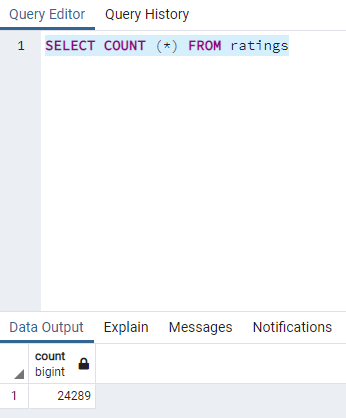 Query Editor Query History
1 SELECT COUNT (*) FROM ratings
Data Output Explain Messages Notifications
count
bigint
1 24289